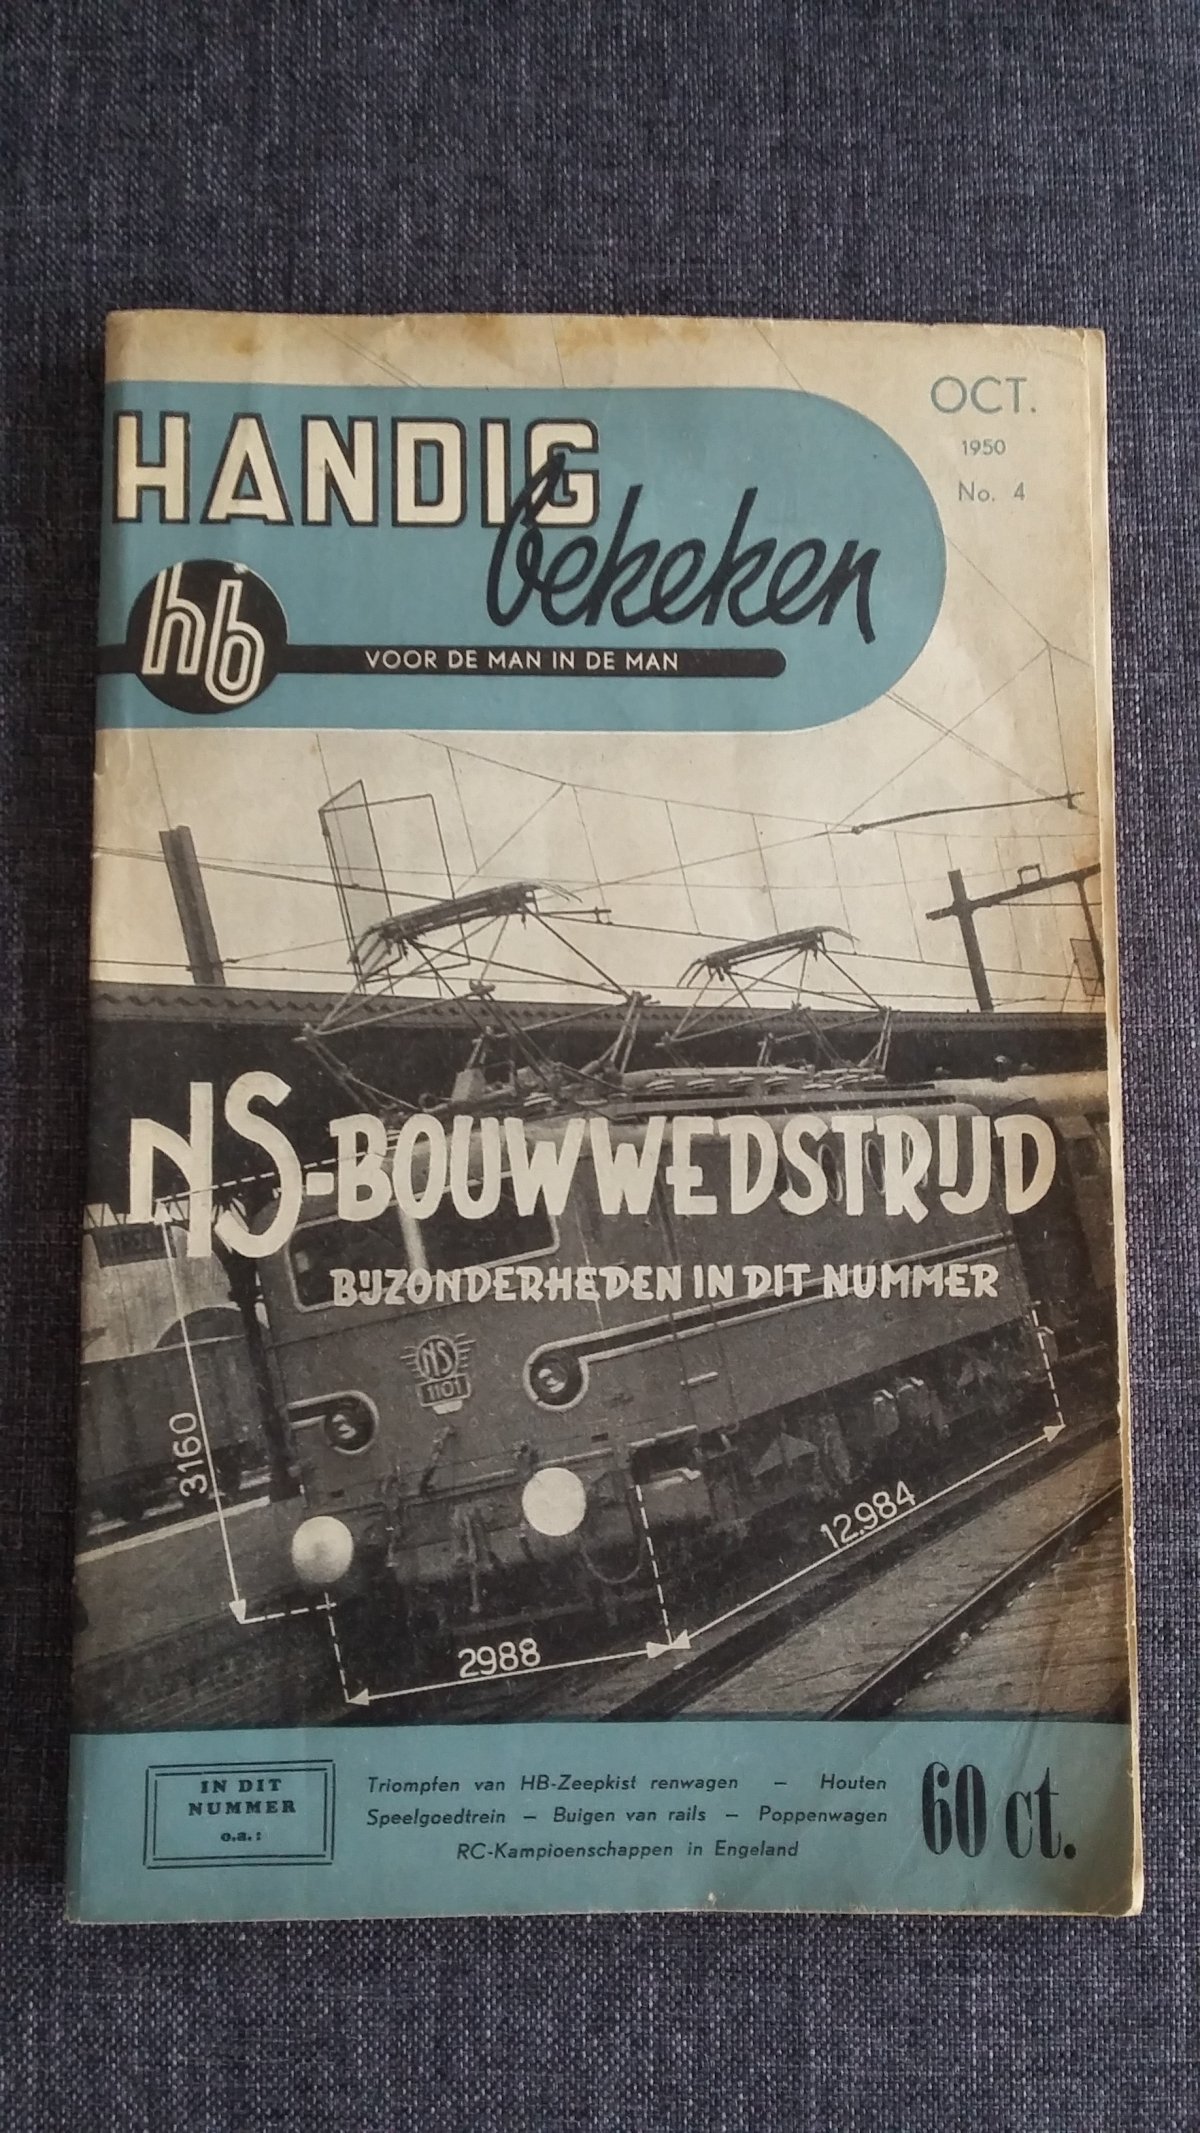 HANDIG
bekeken
OCT.
1950
No. 4
hb
VOOR DE MAN IN DE MAN
NS-BOUWWEDSTRIJD
BIJZONDERHEDEN IN DIT NUMMER
NS
1101
3160
2988
12.984
IN DIT
NUMMER
o.a.:
Triompfen van HB-Zeepkist renwagen — Houten
Speelgoedtrein — Buigen van rails — Poppenwagen
RC-Kampioenschappen in Engeland
60 ct.